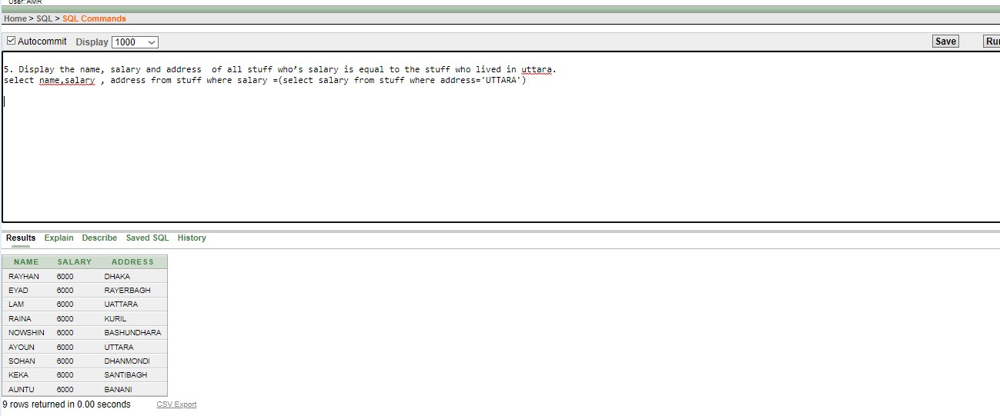 User: AMR
Home > SQL > SQL Commands
Autocommit Display 1000 Save Run
5. Display the name, salary and address  of all stuff who’s salary is equal to the stuff who lived in uttara.
select name,salary , address from stuff where salary =(select salary from stuff where address='UTTARA')
Results Explain Describe Saved SQL History
NAME SALARY ADDRESS
RAYHAN 6000 DHAKA
EYAD 6000 RAYERBAGH
LAM 6000 UATTARA
RAINA 6000 KURIL
NOWSHIN 6000 BASHUNDHARA
AYOUN 6000 UTTARA
SOHAN 6000 DHANMONDI
KEKA 6000 SANTIBAGH
AUNTU 6000 BANANI
9 rows returned in 0.00 seconds CSV Export